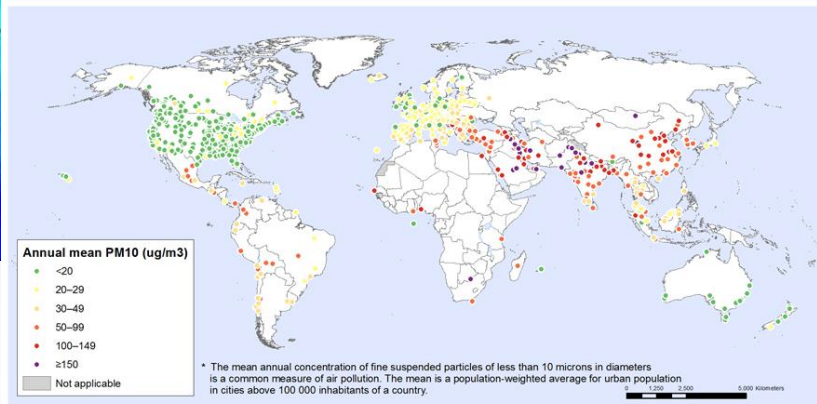 Annual mean PM10 (ug/m3)
<20
20–29
30–49
50–99
100–149
≥150
Not applicable
* The mean annual concentration of fine suspended particles of less than 10 microns in diameters
is a common measure of air pollution. The mean is a population-weighted average for urban population
in cities above 100 000 inhabitants of a country.
0 1,250 2,500 5,000 Kilometers